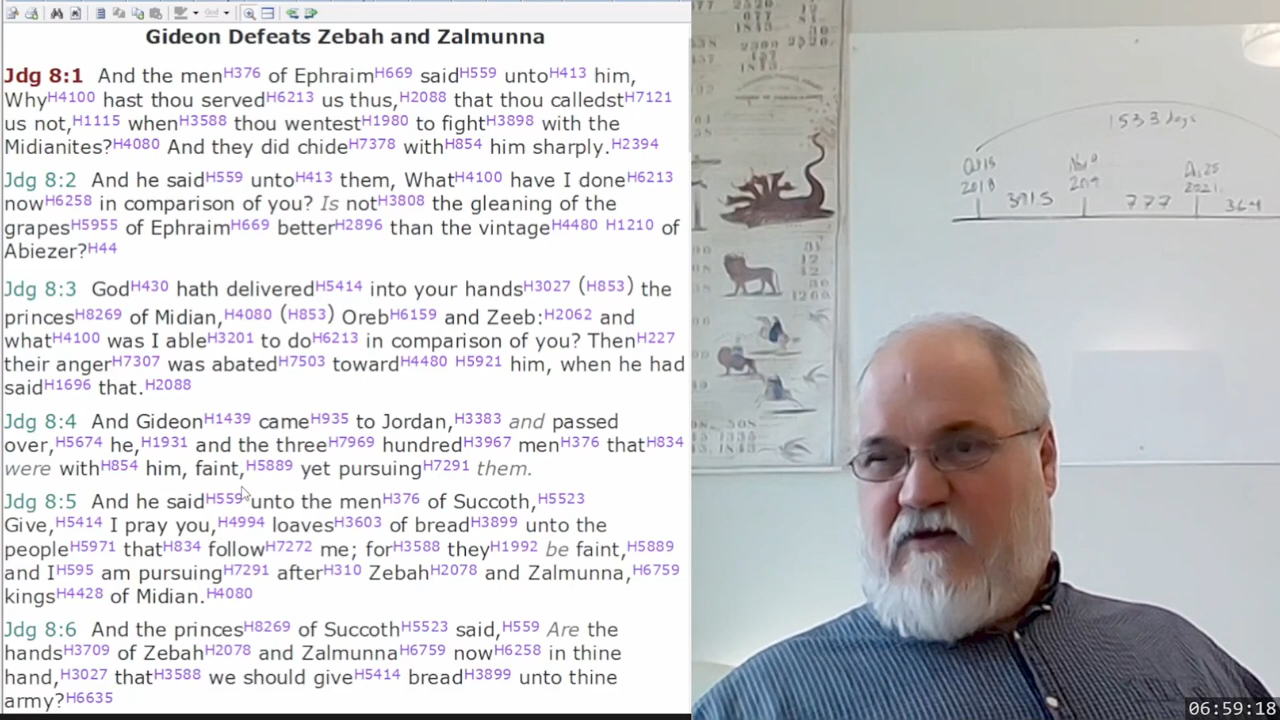 Gideon Defeats Zebah and Zalmunna
Jdg 8:1 And the menH376 of EphraimH669 saidH559 untoH413 him,
WhyH4100 hast thou servedH6213 us thus,H2088 that thou calledstH7121
us not,H1115 whenH3588 thou wentestH1980 to fightH3898 with the
Midianites?H4080 And they did chideH7378 withH854 him sharply.H2394
Jdg 8:2 And he saidH559 untoH413 them, WhatH4100 have I doneH6213
nowH6258 in comparison of you? Is notH3808 the gleaning of the
grapesH5955 of EphraimH669 betterH2896 than the vintageH4480 H1210 of
Abiezer?H44
Jdg 8:3 GodH430 hath deliveredH5414 into your handsH3027 (H853) the
princesH8269 of Midian,H4080 (H853) OrebH6159 and Zeeb:H2062 and
whatH4100 was I ableH3201 to doH6213 in comparison of you? ThenH227
their angerH7307 was abatedH7503 towardH4480 H5921 him, when he had
saidH1696 that.H2088
Jdg 8:4 And GideonH1439 cameH935 to Jordan,H3383 and passed
over,H5674 he,H1931 and the threeH7969 hundredH3967 menH376 thatH834
were withH854 him, faint,H5889 yet pursuingH7291 them.
Jdg 8:5 And he saidH559 unto the menH376 of Succoth,H5523
Give,H5414 I pray you,H4994 loavesH3603 of breadH3899 unto the
peopleH5971 thatH834 followH7272 me; forH3588 theyH1992 be faint,H5889
and IH595 am pursuingH7291 afterH310 ZebahH2078 and Zalmunna,H6759
kingsH4428 of Midian.H4080
Jdg 8:6 And the princesH8269 of SuccothH5523 said,H559 Are the
handsH3709 of ZebahH2078 and ZalmunnaH6759 nowH6258 in thine
hand,H3027 thatH3588 we should giveH5414 breadH3899 unto thine
army?H6635
1533 days
2018
2019
2021
391.5
777
364
1260
06:59:18